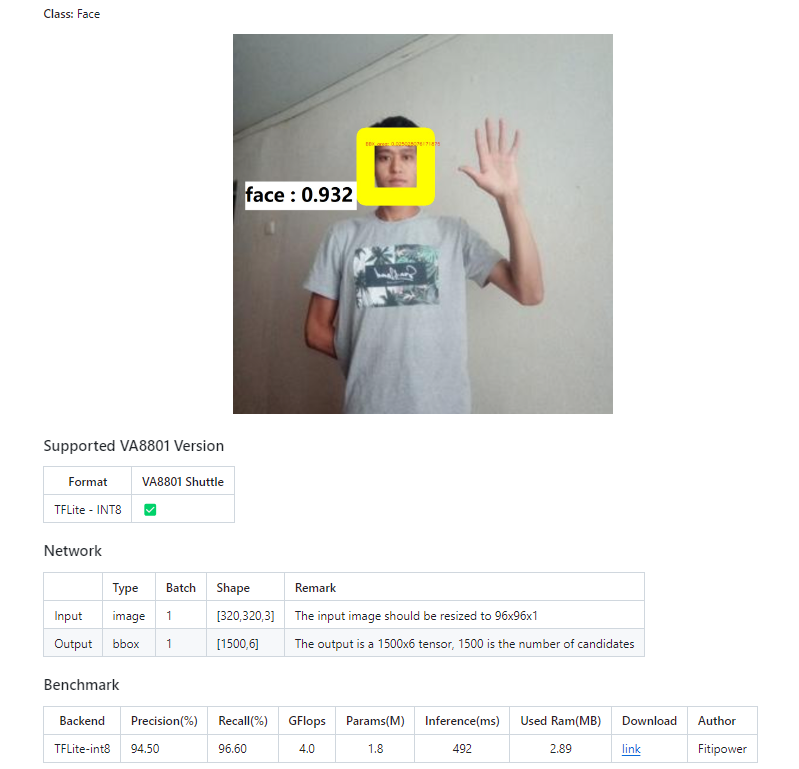 Class: Face
face : 0.932
Supported VA8801 Version
Format VA8801 Shuttle
TFLite - INT8 ✅
Network
Type Batch Shape Remark
Input image 1 [320,320,3] The input image should be resized to 96x96x1
Output bbox 1 [1500,6] The output is a 1500x6 tensor, 1500 is the number of candidates
Benchmark
Backend Precision(%) Recall(%) GFlops Params(M) Inference(ms) Used Ram(MB) Download Author
TFLite-int8 94.50 96.60 4.0 1.8 492 2.89 link Fitipower